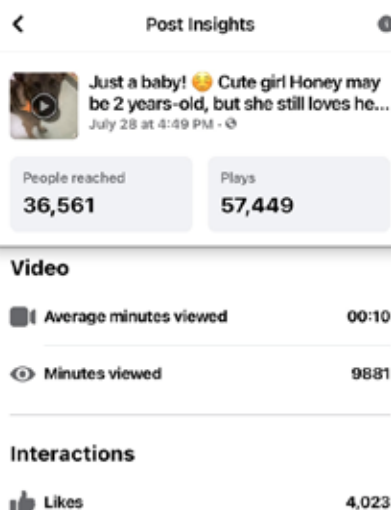 Post Insights
Just a baby! ☺️ Cute girl Honey may
be 2 years-old, but she still loves he...
July 28 at 4:49 PM ·
People reached
36,561
Plays
57,449
Video
Average minutes viewed 00:10
Minutes viewed 9881
Interactions
Likes 4,023